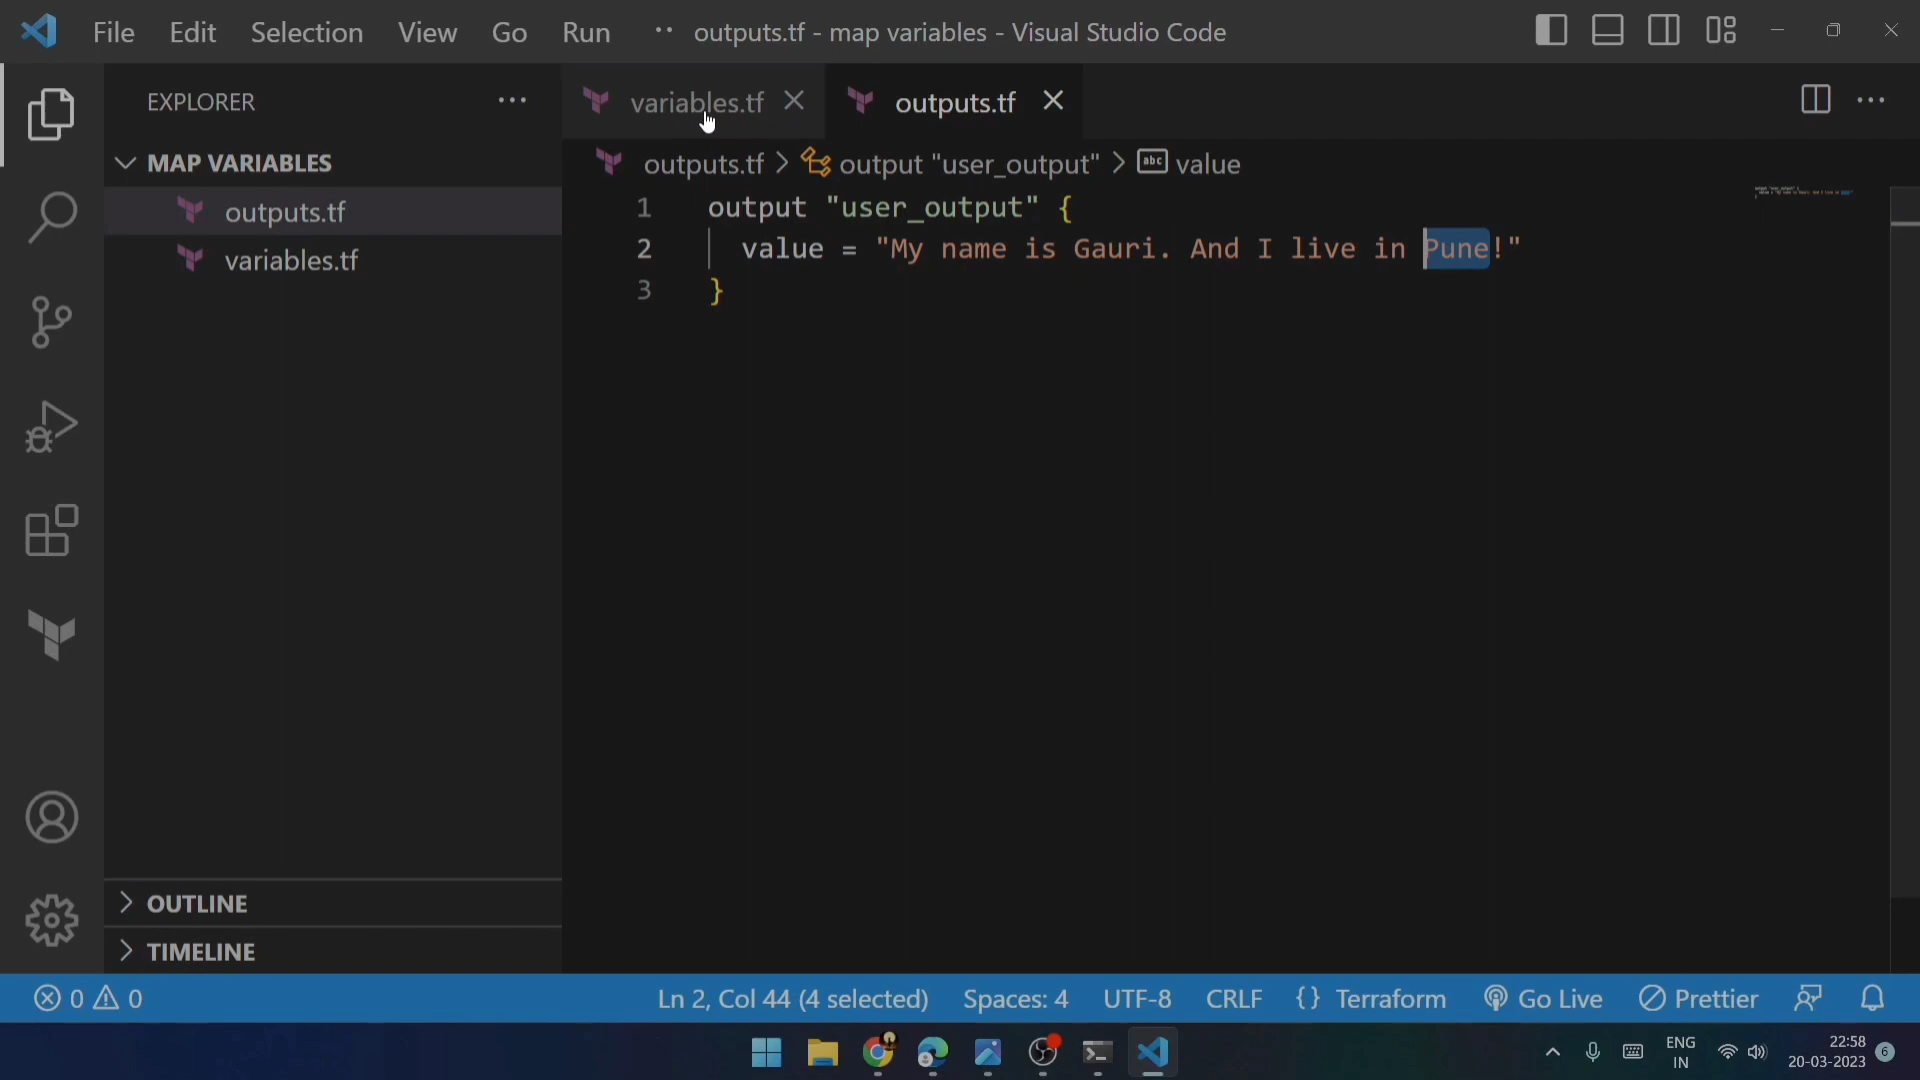 File Edit Selection View Go Run ·· outputs.tf - map variables - Visual Studio Code
EXPLORER ···
variables.tf outputs.tf
MAP VARIABLES
outputs.tf > output "user_output" > abc value
outputs.tf
variables.tf
1 output "user_output" {
2 value = "My name is Gauri. And I live in Pune!"
3 }
OUTLINE
TIMELINE
0 0 Ln 2, Col 44 (4 selected) Spaces: 4 UTF-8 CRLF {} Terraform Go Live Prettier
ENG 22:58
IN 20-03-2023 6